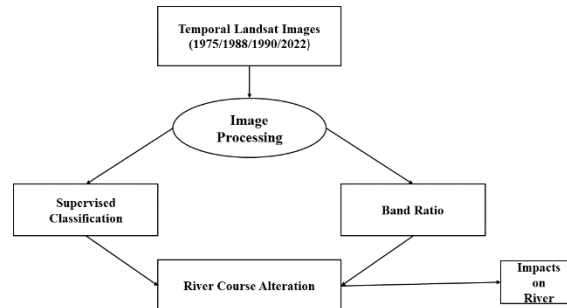 Temporal Landsat Images
(1975/1988/1990/2022)
Image
Processing
Supervised
Classification
Band Ratio
River Course Alteration
Impacts
on
River